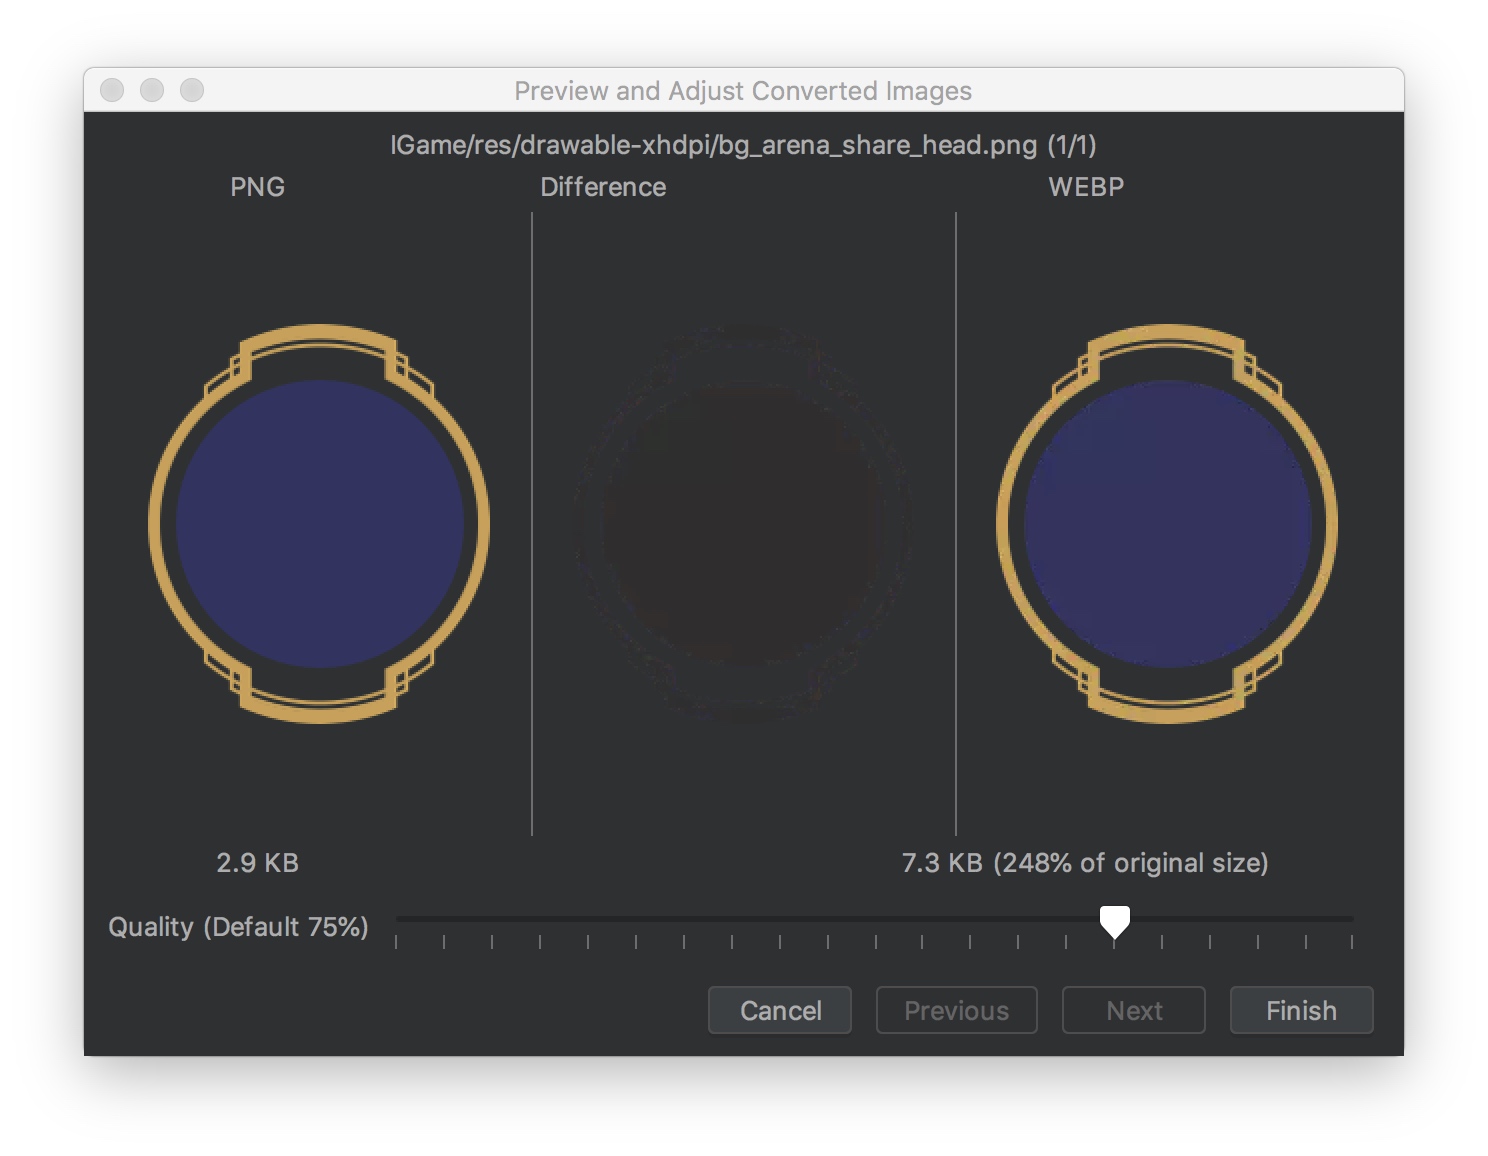 Preview and Adjust Converted Images
lGame/res/drawable-xhdpi/bg_arena_share_head.png (1/1)
PNG
Difference
WEBP
2.9 KB
7.3 KB (248% of original size)
Quality (Default 75%)
Cancel
Previous
Next
Finish